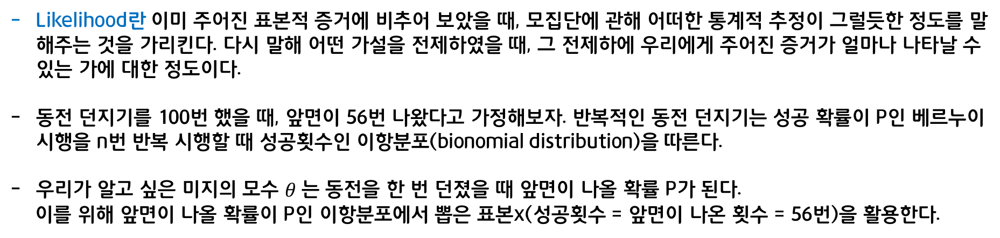 - Likelihood란 이미 주어진 표본적 증거에 비추어 보았을 때, 모집단에 관해 어떠한 통계적 추정이 그럴듯한 정도를 말
해주는 것을 가리킨다. 다시 말해 어떤 가설을 전제하였을 때, 그 전제하에 우리에게 주어진 증거가 얼마나 나타날 수
있는 가에 대한 정도이다.
- 동전 던지기를 100번 했을 때, 앞면이 56번 나왔다고 가정해보자. 반복적인 동전 던지기는 성공 확률이 P인 베르누이
시행을 n번 반복 시행할 때 성공횟수인 이항분포(bionomial distribution)을 따른다.
- 우리가 알고 싶은 미지의 모수 θ 는 동전을 한 번 던졌을 때 앞면이 나올 확률 P가 된다.
이를 위해 앞면이 나올 확률이 P인 이항분포에서 뽑은 표본x(성공횟수 = 앞면이 나온 횟수 = 56번)을 활용한다.